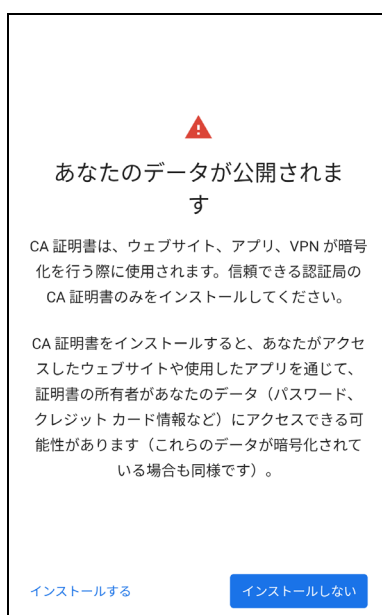 あなたのデータが公開されま
す
CA 証明書は、ウェブサイト、アプリ、VPN が暗号
化を行う際に使用されます。信頼できる認証局の
CA 証明書のみをインストールしてください。
CA 証明書をインストールすると、あなたがアクセ
スしたウェブサイトや使用したアプリを通じて、
証明書の所有者があなたのデータ（パスワード、
クレジット カード情報など）にアクセスできる可
能性があります（これらのデータが暗号化されて
いる場合も同様です）。
インストールする
インストールしない